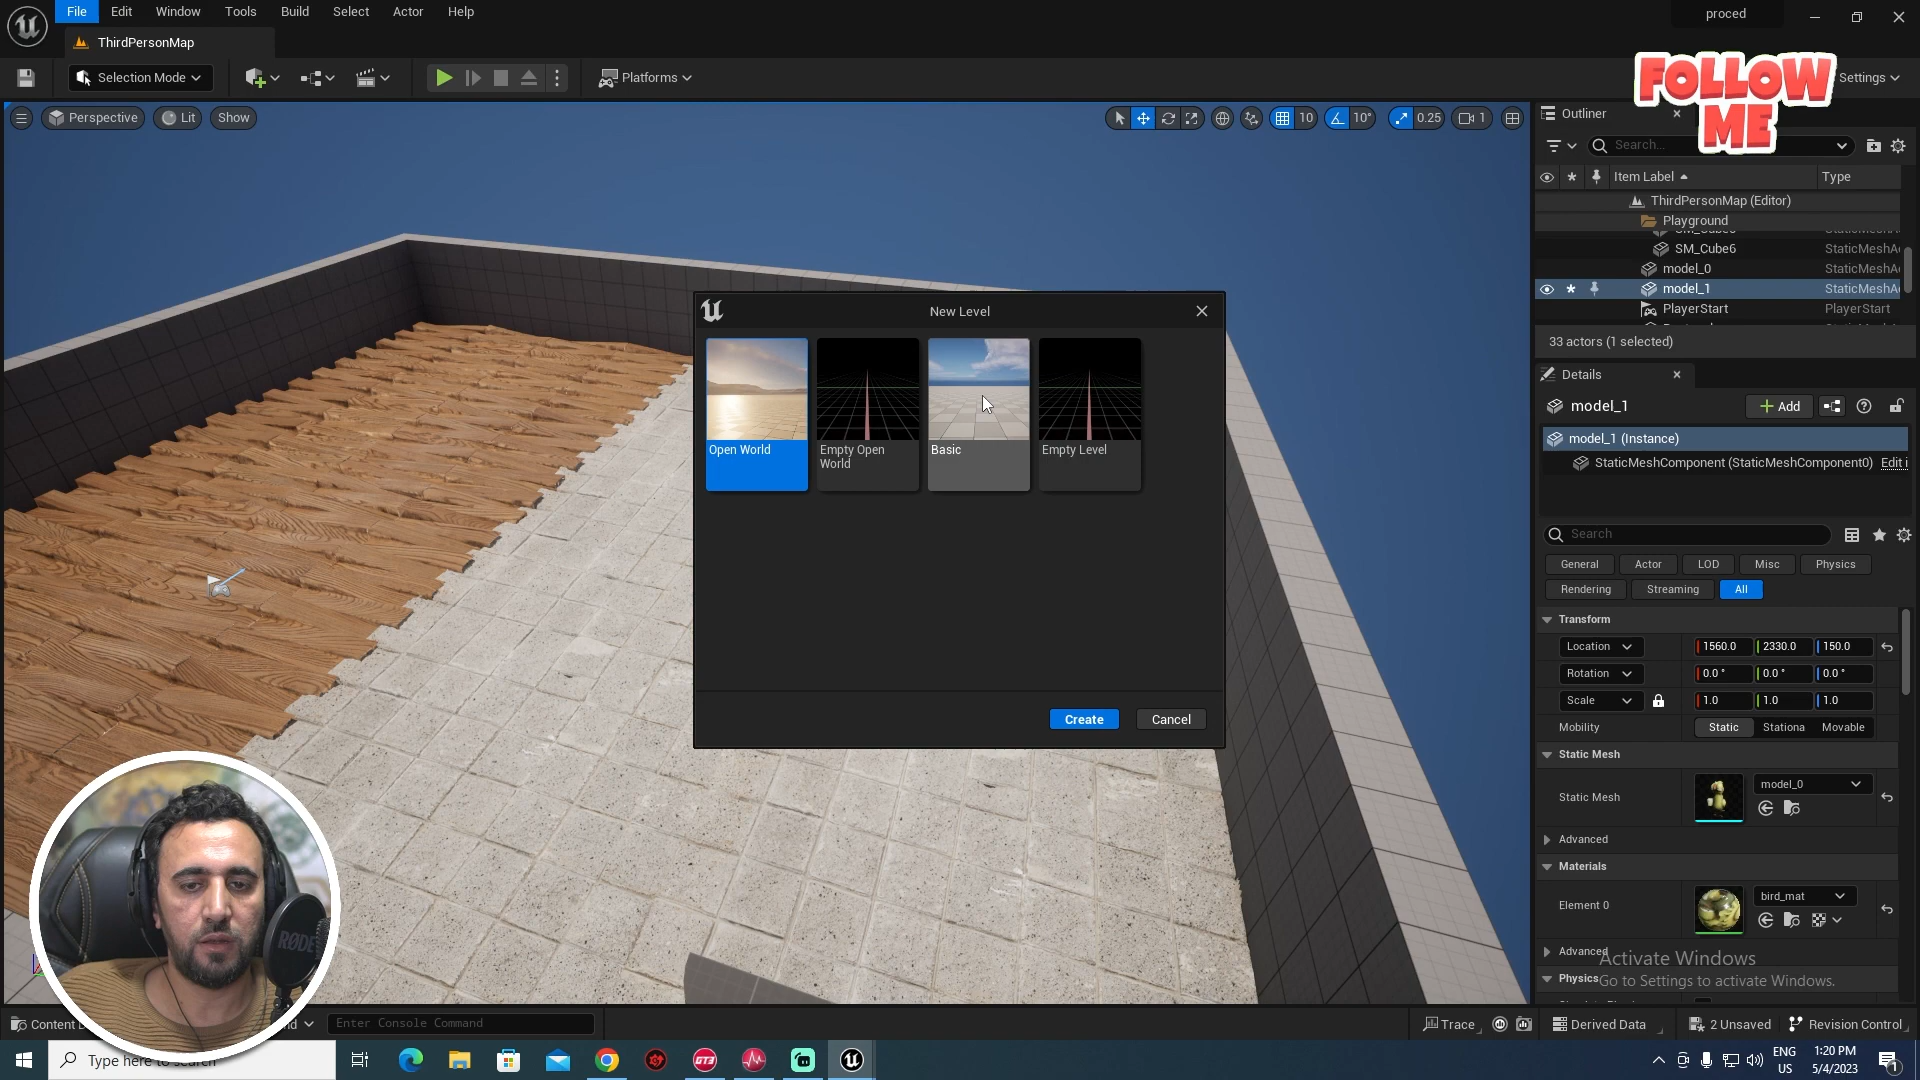 File Edit Window Tools Build Select Actor Help
proced
ThirdPersonMap
Selection Mode
Platforms
Settings
FOLLOW
ME
Perspective Lit Show
10 10° 0.25 1
Outliner
Search...
Item Label Type
ThirdPersonMap (Editor)
Playground
SM_Cube6 StaticMeshA
model_0 StaticMeshA
model_1 StaticMeshA
PlayerStart PlayerStart
33 actors (1 selected)
New Level
Open World
Empty Open
World
Basic
Empty Level
Create Cancel
Details
model_1
Add
model_1 (Instance)
StaticMeshComponent (StaticMeshComponent0) Edit i
Search
General Actor LOD Misc Physics
Rendering Streaming All
Transform
Location 1560.0 2330.0 150.0
Rotation 0.0 ° 0.0 ° 0.0 °
Scale 1.0 1.0 1.0
Mobility Static Stationa Movable
Static Mesh
Static Mesh model_0
Advanced
Materials
Element 0 bird_mat
Advanced
Physics
Activate Windows
Go to Settings to activate Windows.
RØDE
Content
Enter Console Command
Trace Derived Data 2 Unsaved Revision Control
Type here to search
GT3
ENG
US
1:20 PM
5/4/2023
1